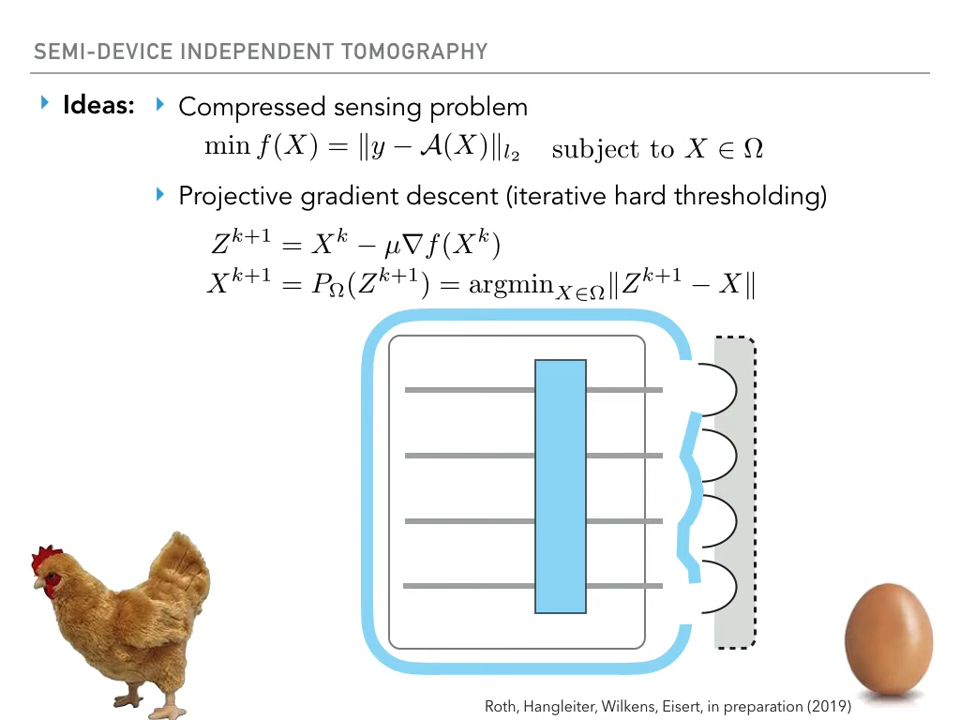 SEMI-DEVICE INDEPENDENT TOMOGRAPHY
Ideas: Compressed sensing problem
min f(X) = ‖y − 𝒜(X)‖_{l_2} subject to X ∈ Ω
Projective gradient descent (iterative hard thresholding)
Z^{k+1} = X^k − μ∇f(X^k)
X^{k+1} = P_Ω(Z^{k+1}) = argmin_{X∈Ω}‖Z^{k+1} − X‖
Roth, Hangleiter, Wilkens, Eisert, in preparation (2019)